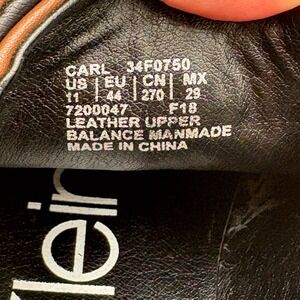 CARL 34F0750
US | EU | CN | MX
11 | 44 | 270 | 29
7200047 F18
LEATHER UPPER
BALANCE MANMADE
MADE IN CHINA
Klein